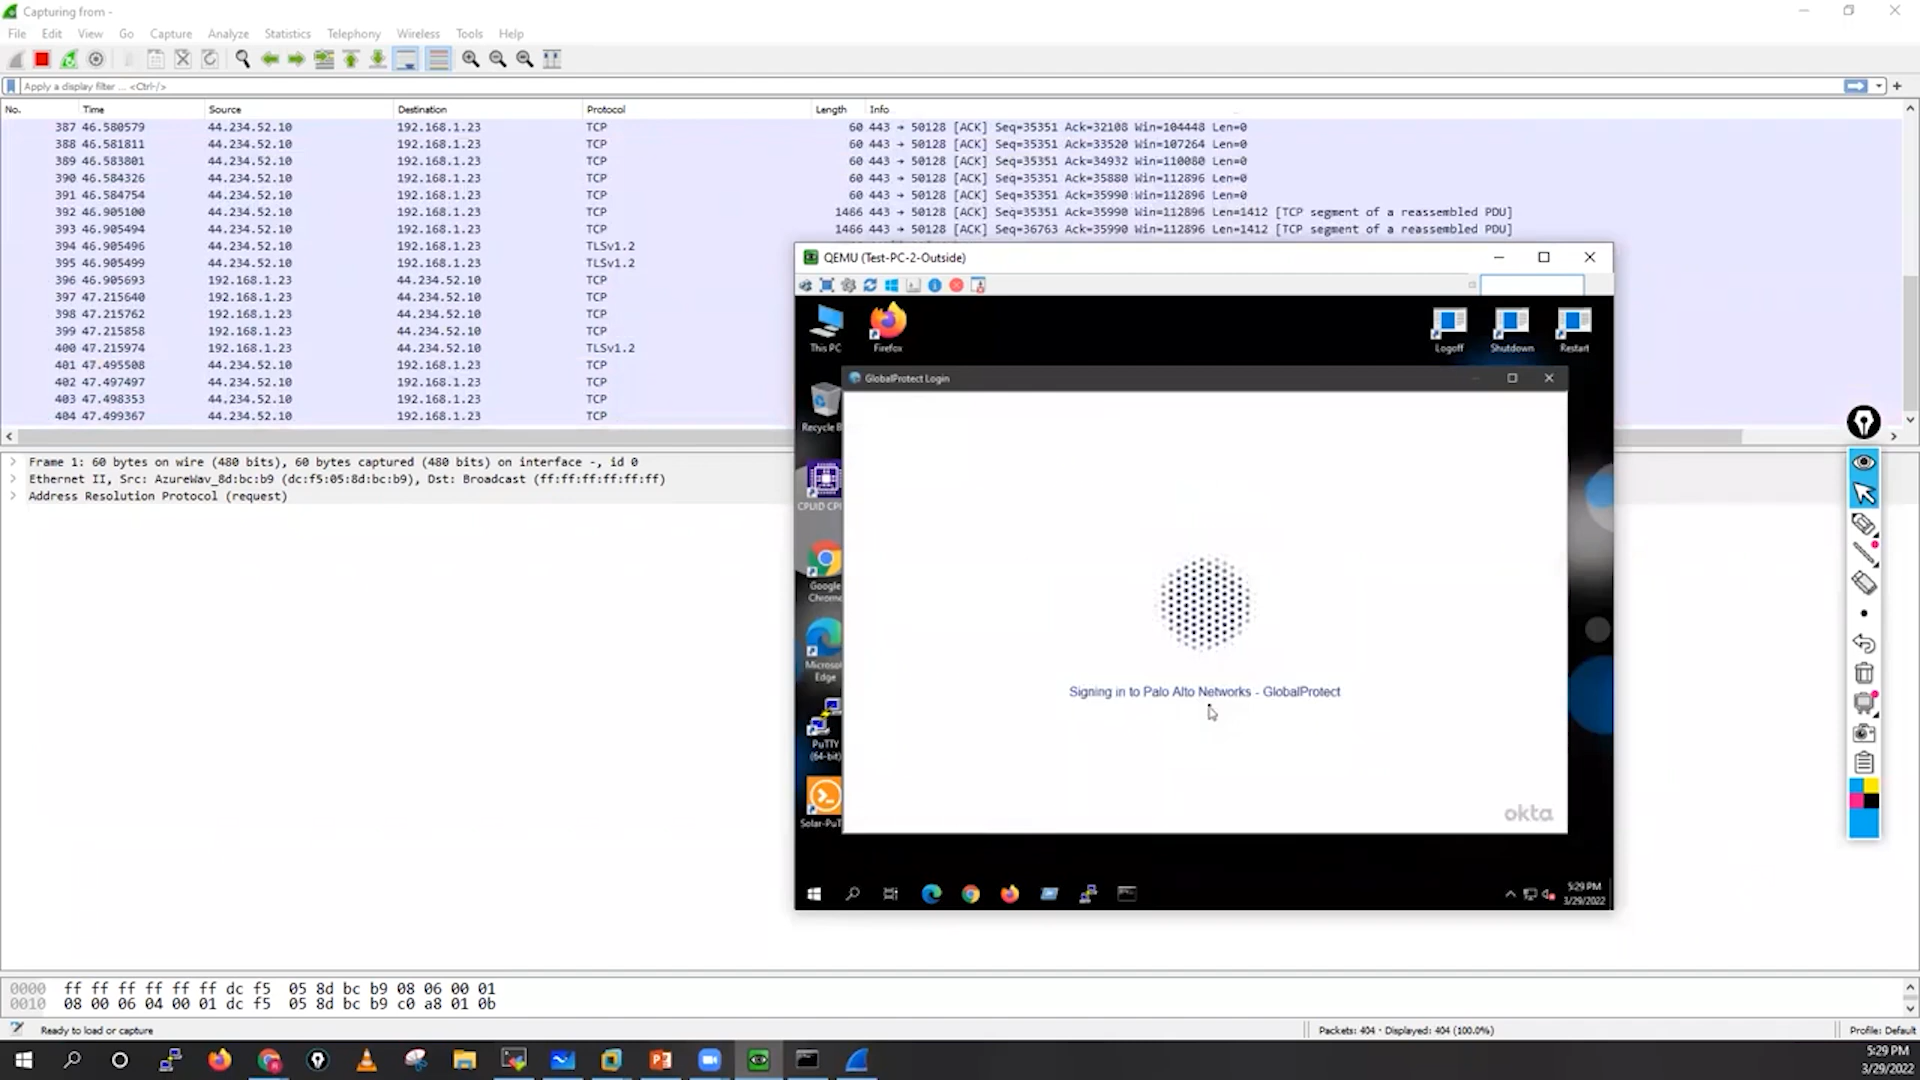 Capturing from -
File Edit View Go Capture Analyze Statistics Telephony Wireless Tools Help
Apply a display filter ... <Ctrl-/>
No. Time Source Destination Protocol Length Info
387 46.580579 44.234.52.10 192.168.1.23 TCP 60 443 → 50128 [ACK] Seq=35351 Ack=32108 Win=104448 Len=0
388 46.581811 44.234.52.10 192.168.1.23 TCP 60 443 → 50128 [ACK] Seq=35351 Ack=33520 Win=107264 Len=0
389 46.583801 44.234.52.10 192.168.1.23 TCP 60 443 → 50128 [ACK] Seq=35351 Ack=34932 Win=110080 Len=0
390 46.584326 44.234.52.10 192.168.1.23 TCP 60 443 → 50128 [ACK] Seq=35351 Ack=35880 Win=112896 Len=0
391 46.584754 44.234.52.10 192.168.1.23 TCP 60 443 → 50128 [ACK] Seq=35351 Ack=35990 Win=112896 Len=0
392 46.905100 44.234.52.10 192.168.1.23 TCP 1466 443 → 50128 [ACK] Seq=35351 Ack=35990 Win=112896 Len=1412 [TCP segment of a reassembled PDU]
393 46.905494 44.234.52.10 192.168.1.23 TCP 1466 443 → 50128 [ACK] Seq=36763 Ack=35990 Win=112896 Len=1412 [TCP segment of a reassembled PDU]
394 46.905496 44.234.52.10 192.168.1.23 TLSv1.2
395 46.905499 44.234.52.10 192.168.1.23 TLSv1.2
396 46.905693 192.168.1.23 44.234.52.10 TCP
397 47.215640 192.168.1.23 44.234.52.10 TCP
398 47.215762 192.168.1.23 44.234.52.10 TCP
399 47.215858 192.168.1.23 44.234.52.10 TCP
400 47.215974 192.168.1.23 44.234.52.10 TLSv1.2
401 47.495508 44.234.52.10 192.168.1.23 TCP
402 47.497497 44.234.52.10 192.168.1.23 TCP
403 47.498353 44.234.52.10 192.168.1.23 TCP
404 47.499367 44.234.52.10 192.168.1.23 TCP
Frame 1: 60 bytes on wire (480 bits), 60 bytes captured (480 bits) on interface -, id 0
Ethernet II, Src: AzureWav_8d:bc:b9 (dc:f5:05:8d:bc:b9), Dst: Broadcast (ff:ff:ff:ff:ff:ff)
Address Resolution Protocol (request)
QEMU (Test-PC-2-Outside)
This PC
Firefox
Logoff
Shutdown
Restart
GlobalProtect Login
Recycle B
CPUID CPU
Google
Chrome
Microsof
Edge
PuTTY
(64-bit)
Solar-PuT
Signing in to Palo Alto Networks - GlobalProtect
okta
5:29 PM
3/29/2022
0000 ff ff ff ff ff ff dc f5 05 8d bc b9 08 06 00 01
0010 08 00 06 04 00 01 dc f5 05 8d bc b9 c0 a8 01 0b
Ready to load or capture
Packets: 404 · Displayed: 404 (100.0%)
Profile: Default
5:29 PM
3/29/2022